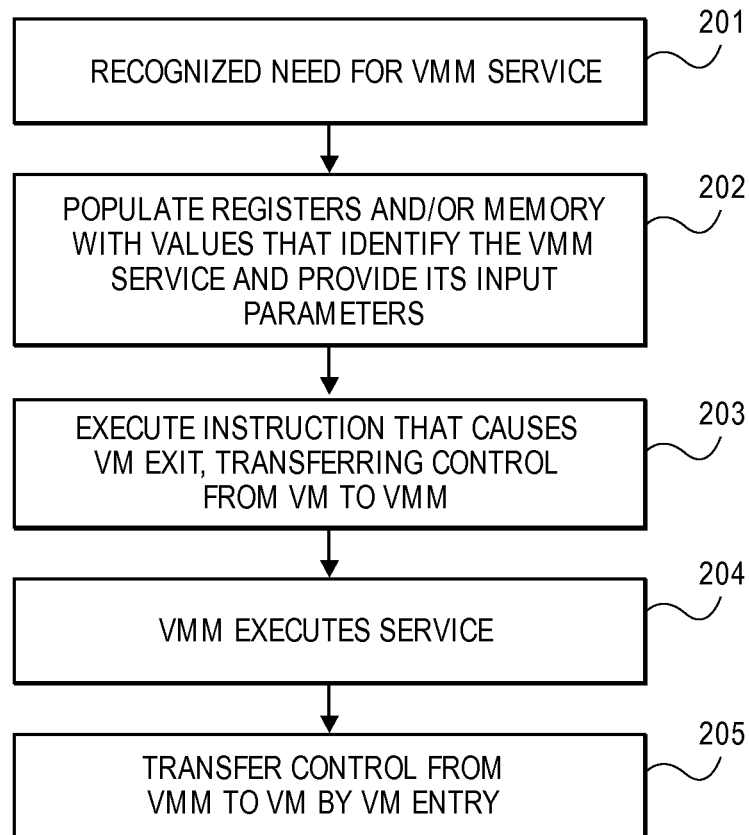 201
RECOGNIZED NEED FOR VMM SERVICE
202
POPULATE REGISTERS AND/OR MEMORY
WITH VALUES THAT IDENTIFY THE VMM
SERVICE AND PROVIDE ITS INPUT
PARAMETERS
203
EXECUTE INSTRUCTION THAT CAUSES
VM EXIT, TRANSFERRING CONTROL
FROM VM TO VMM
204
VMM EXECUTES SERVICE
205
TRANSFER CONTROL FROM
VMM TO VM BY VM ENTRY